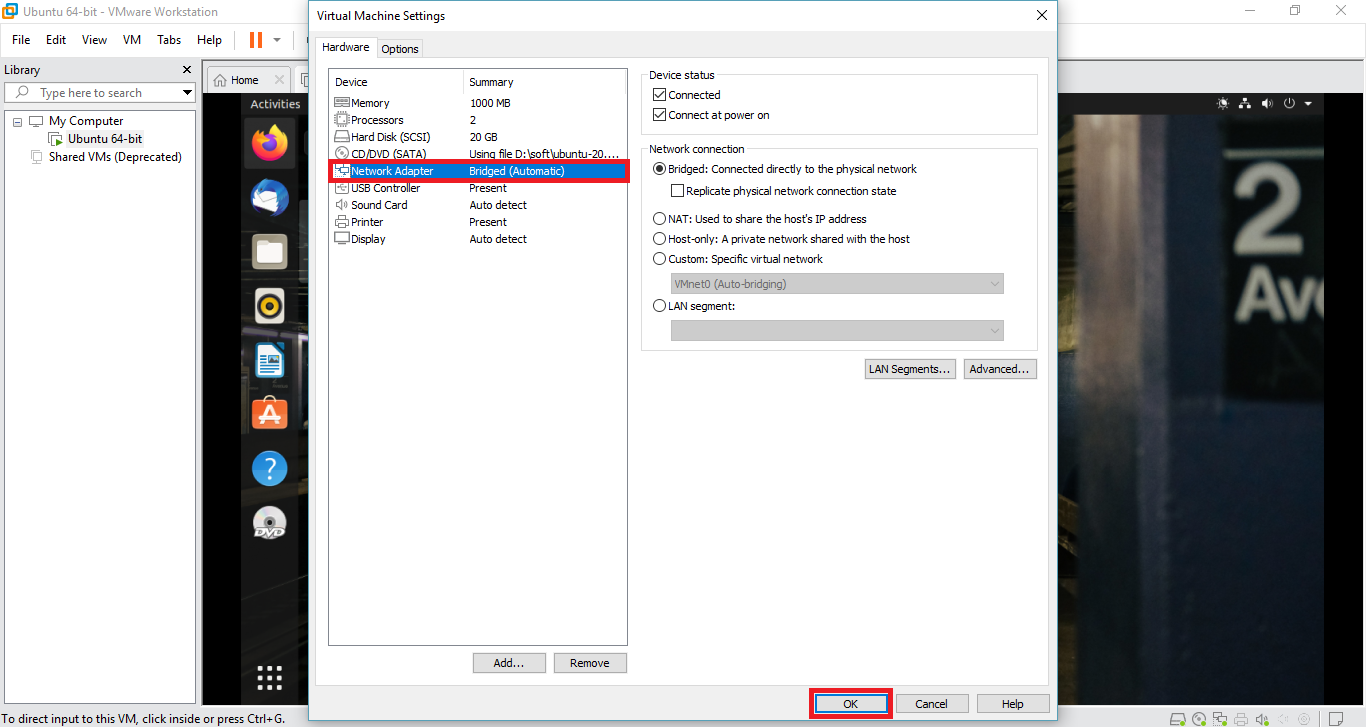 Ubuntu 64-bit - VMware Workstation
File Edit View VM Tabs Help
Library
Type here to search
My Computer
Ubuntu 64-bit
Shared VMs (Deprecated)
Home
Activities
Virtual Machine Settings
Hardware Options
Device Summary
Memory 1000 MB
Processors 2
Hard Disk (SCSI) 20 GB
CD/DVD (SATA) Using file D:\soft\ubuntu-20....
Network Adapter Bridged (Automatic)
USB Controller Present
Sound Card Auto detect
Printer Present
Display Auto detect
Add... Remove
Device status
Connected
Connect at power on
Network connection
Bridged: Connected directly to the physical network
Replicate physical network connection state
NAT: Used to share the host's IP address
Host-only: A private network shared with the host
Custom: Specific virtual network
VMnet0 (Auto-bridging)
LAN segment:
LAN Segments... Advanced...
OK Cancel Help
2
Ave
DVD
To direct input to this VM, click inside or press Ctrl+G.